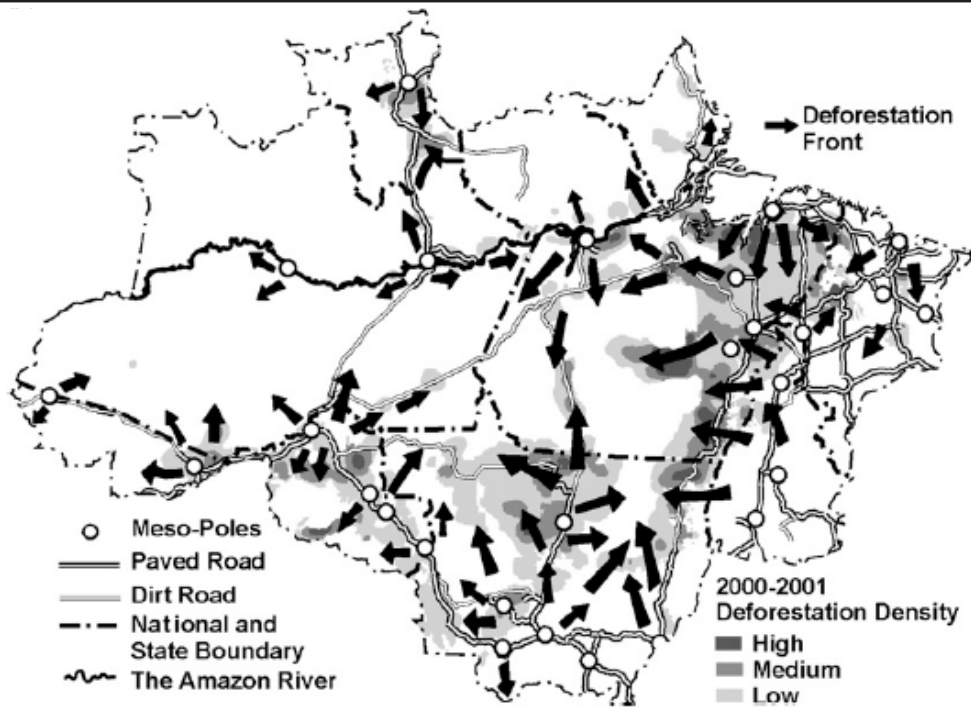 Deforestation
Front
Meso-Poles
Paved Road
Dirt Road
National and
State Boundary
The Amazon River
2000-2001
Deforestation Density
High
Medium
Low